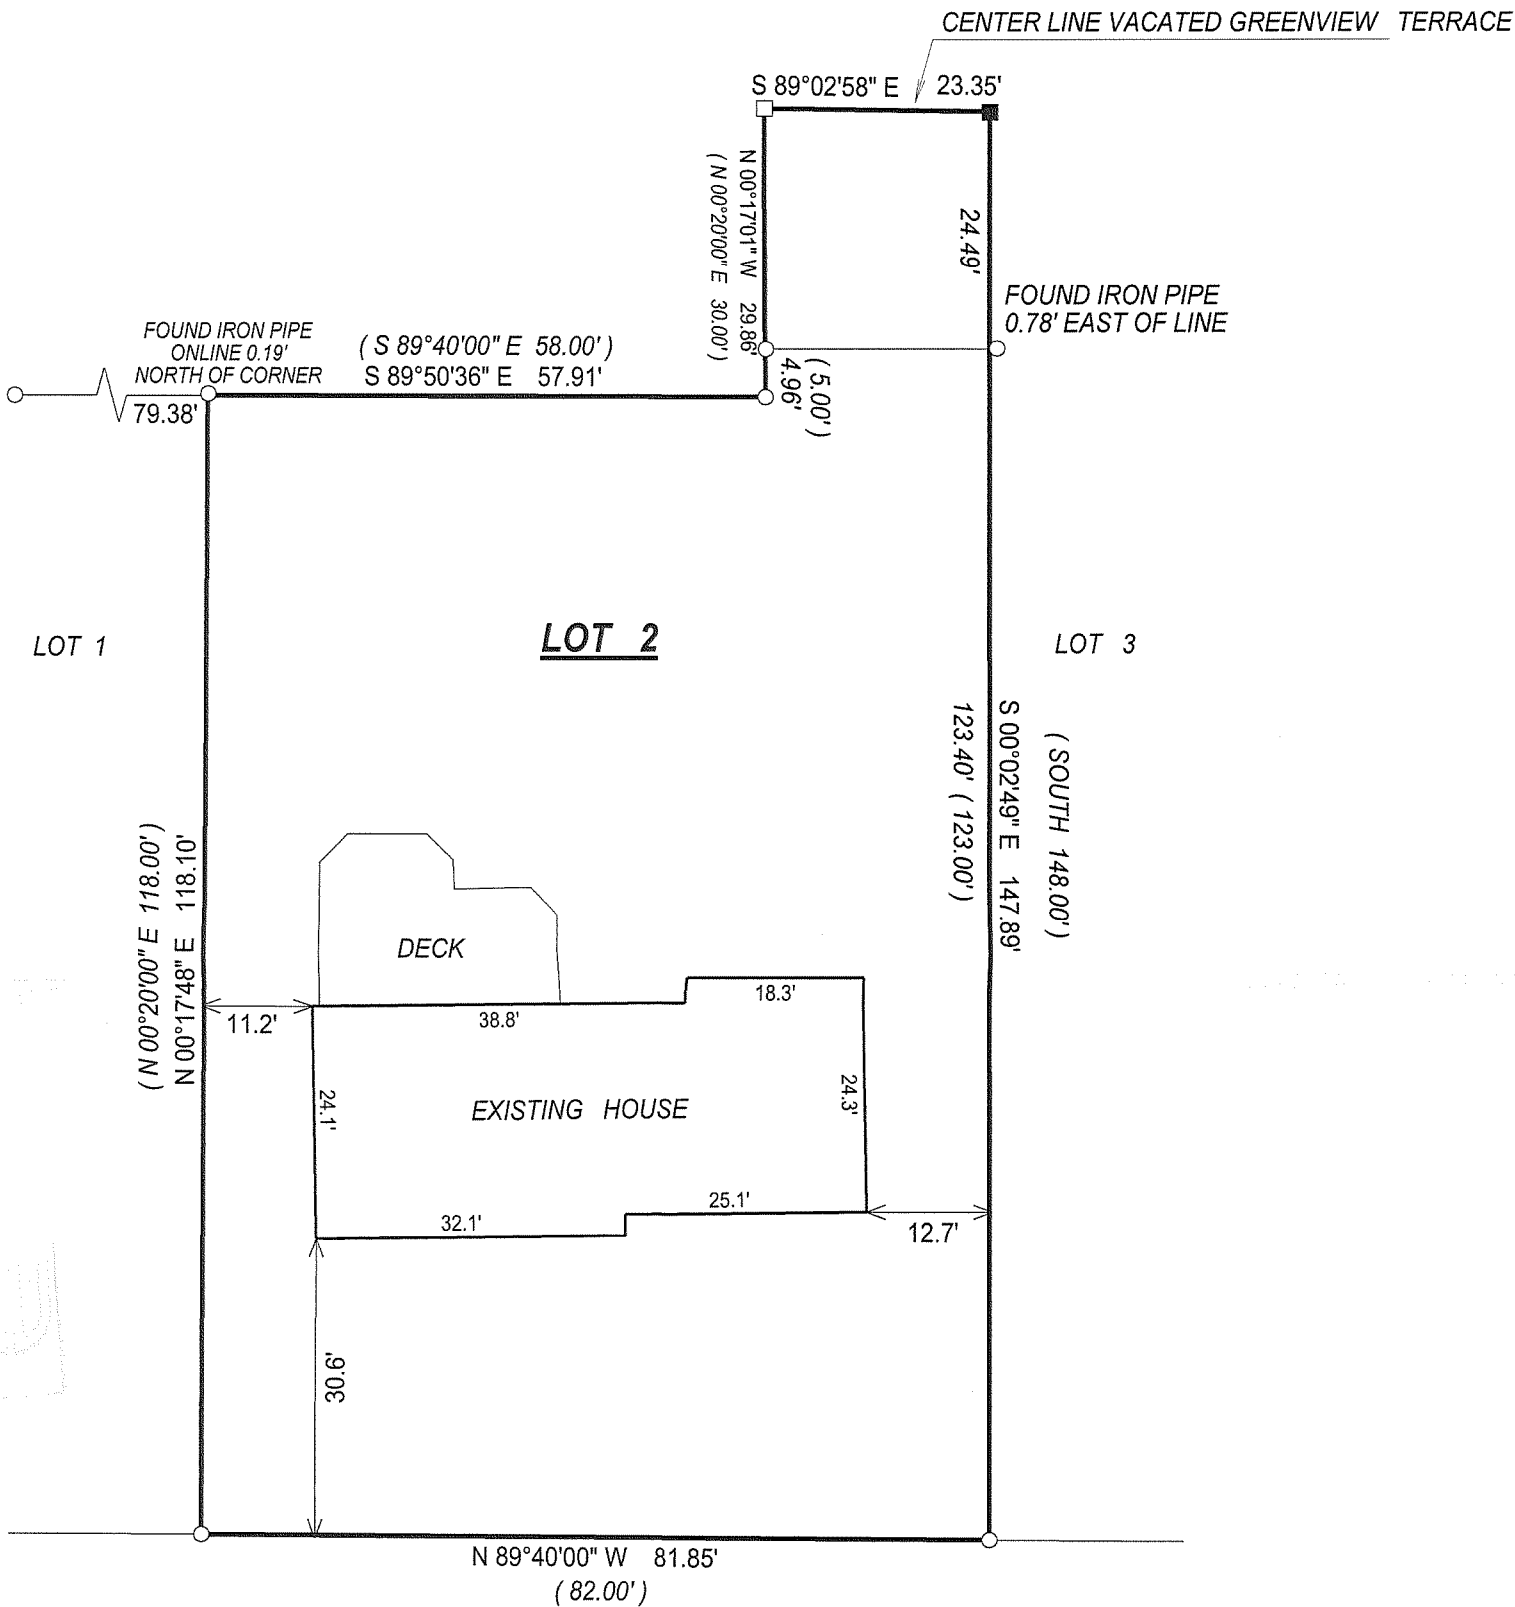 CENTER LINE VACATED GREENVIEW TERRACE
S 89°02'58" E 23.35'
N 00°17'01" W 29.86'
( N 00°20'00" E 30.00' )
24.49'
FOUND IRON PIPE
0.78' EAST OF LINE
FOUND IRON PIPE
ONLINE 0.19'
NORTH OF CORNER
79.38'
( S 89°40'00" E 58.00' )
S 89°50'36" E 57.91'
( 5.00' )
4.96'
LOT 1
LOT 2
LOT 3
( SOUTH 148.00' )
S 00°02'49" E 147.89'
123.40' ( 123.00' )
( N 00°20'00" E 118.00' )
N 00°17'48" E 118.10'
DECK
18.3'
11.2'
38.8'
24.1'
EXISTING HOUSE
24.3'
32.1'
25.1'
12.7'
30.6'
N 89°40'00" W 81.85'
( 82.00' )